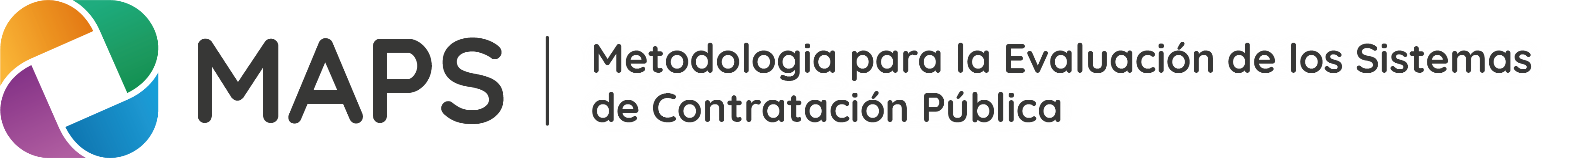 MAPS
Metodologia para la Evaluación de los Sistemas
de Contratación Pública